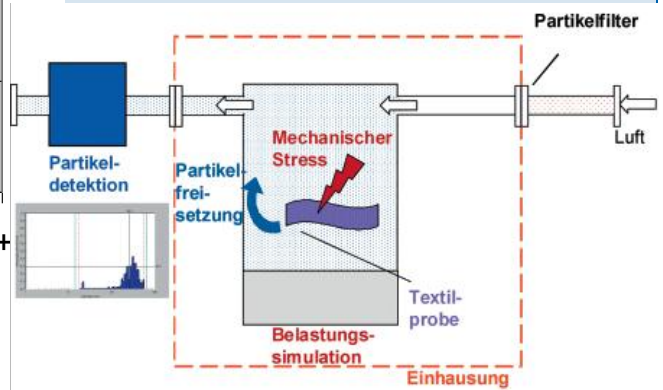 Partikelfilter
Luft
Mechanischer
Stress
Partikel-
detektion
Partikel-
frei-
setzung
+
Textil-
probe
Belastungs-
simulation
Einhausung